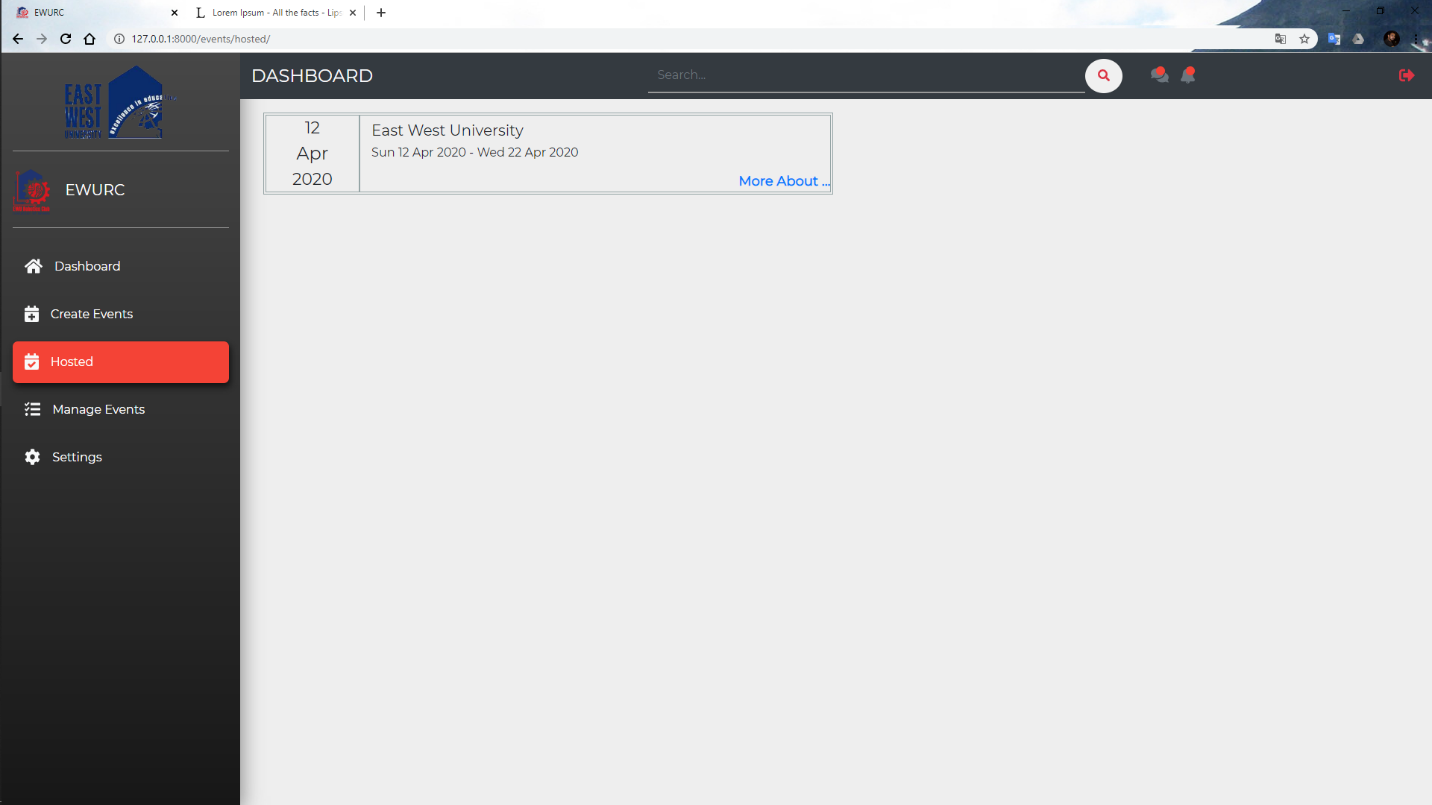 EWURC
Lorem Ipsum - All the facts - Lips
127.0.0.1:8000/events/hosted/
EAST
WEST
UNIVERSITY
EWURC
Dashboard
Create Events
Hosted
Manage Events
Settings
DASHBOARD
Search...
12
Apr
2020
East West University
Sun 12 Apr 2020 - Wed 22 Apr 2020
More About ...